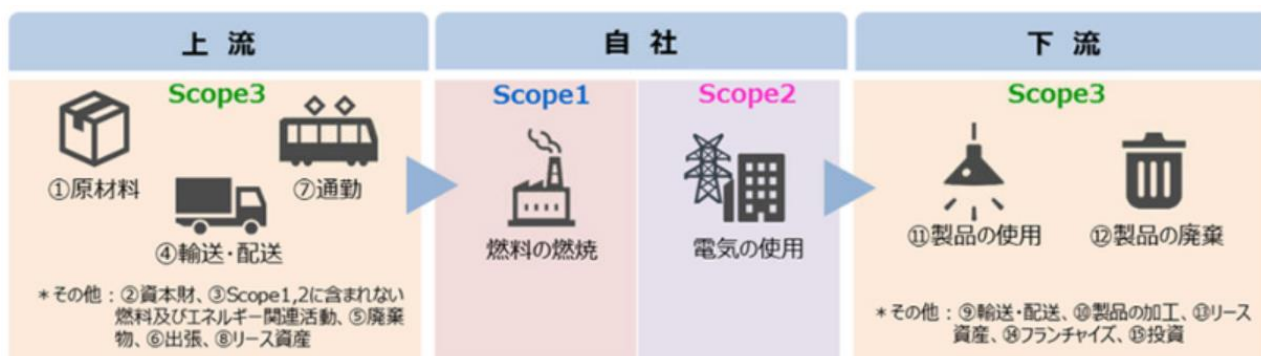 上 流
自 社
下 流
Scope3
①原材料
⑦通勤
④輸送・配送
*その他：②資本財、③Scope1,2に含まれない
燃料及びエネルギー関連活動、⑤廃棄
物、⑥出張、⑧リース資産
Scope1
燃料の燃焼
Scope2
電気の使用
Scope3
⑪製品の使用
⑫製品の廃棄
*その他：⑨輸送・配送、⑩製品の加工、⑬リース
資産、⑭フランチャイズ、⑮投資